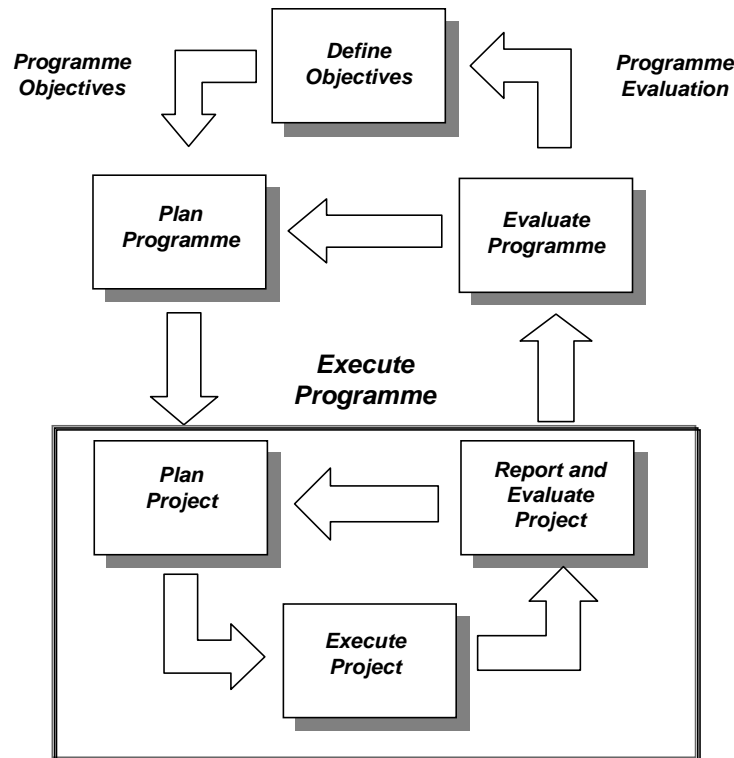 Programme
Objectives
Define
Objectives
Programme
Evaluation
Plan
Programme
Evaluate
Programme
Execute
Programme
Plan
Project
Report and
Evaluate
Project
Execute
Project